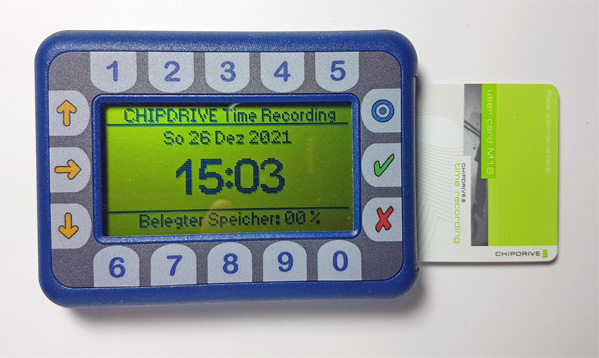 1 2 3 4 5
CHIPDRIVE Time Recording
So 26 Dez 2021
15:03
Belegter Speicher: 00 %
6 7 8 9 0
user card M16
CHIPDRIVE®
time recording
CHIPDRIVE